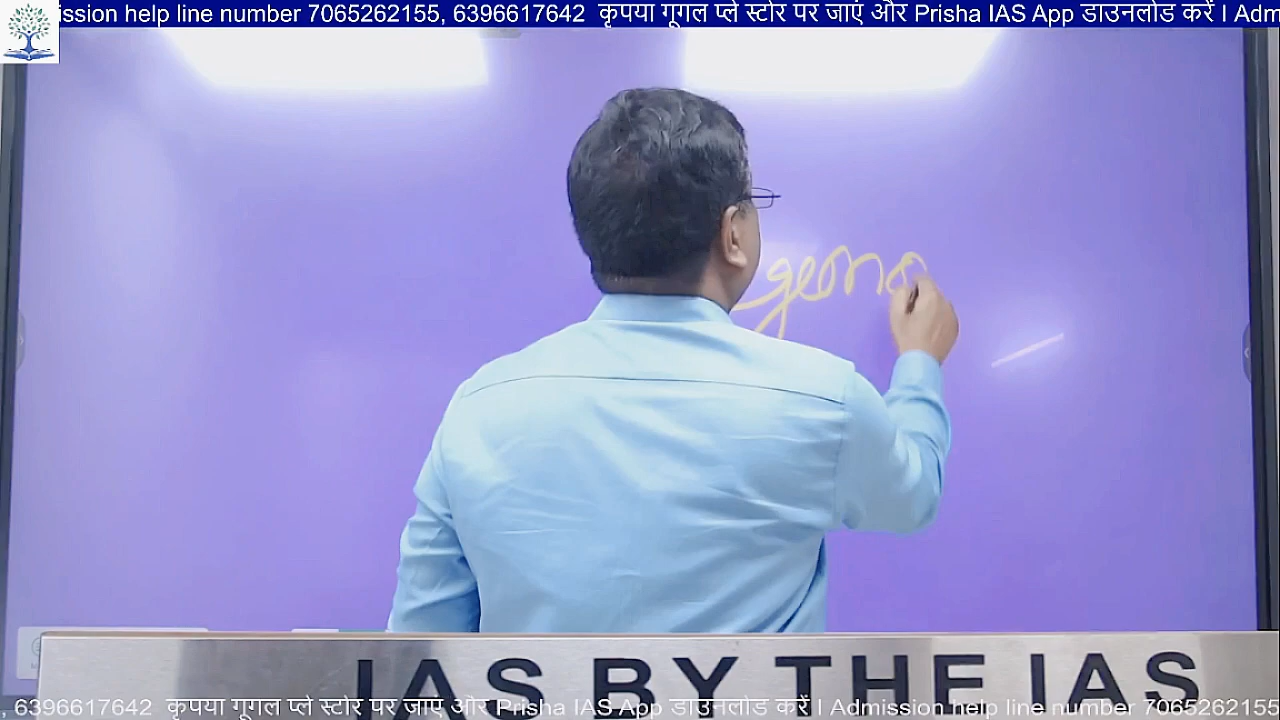 ission help line number 7065262155, 6396617642 कृपया गूगल प्ले स्टोर पर जाएं और Prisha IAS App डाउनलोड करें I Adm
IAS BY THE IAS
, 6396617642 कृपया गूगल प्ले स्टोर पर जाएं और Prisha IAS App डाउनलोड करें I Admission help line number 7065262155